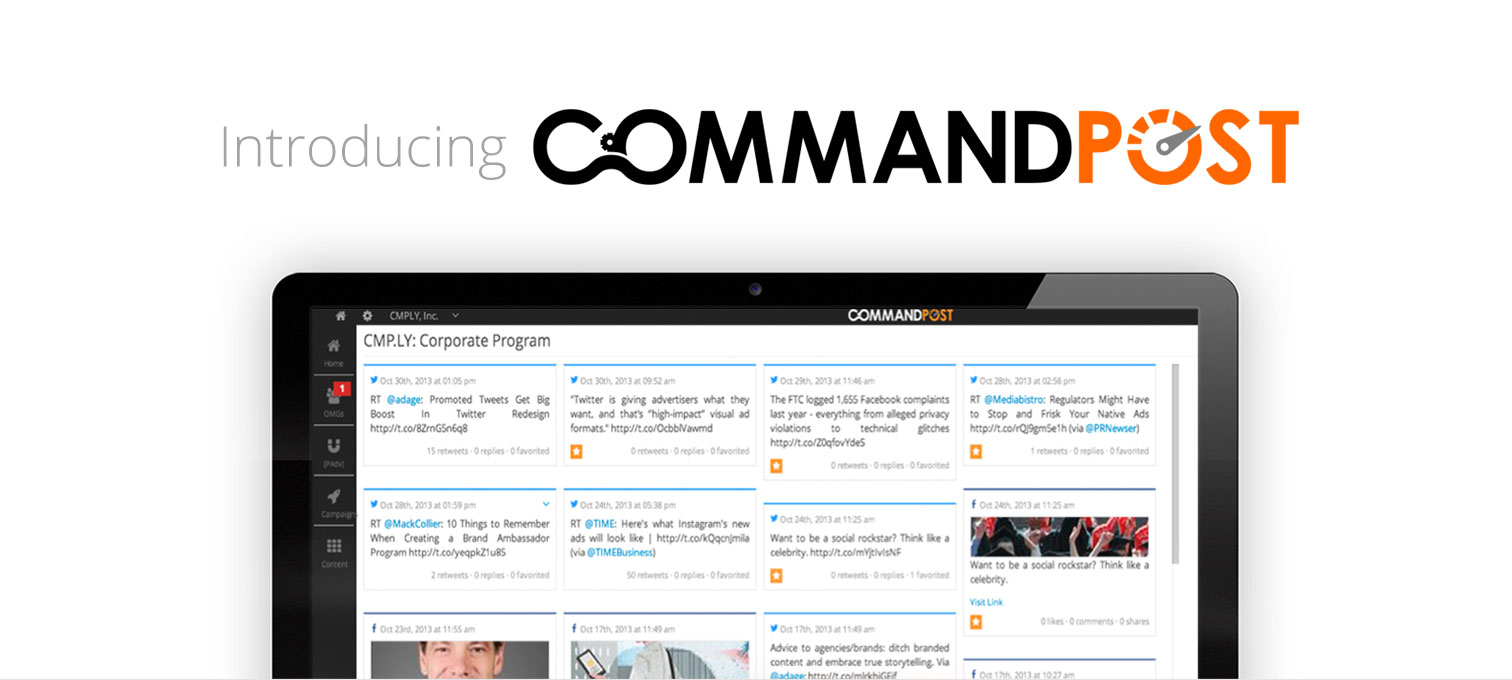 Introducing COMMANDPOST
CMPLY, Inc.
COMMANDPOST
Home
1
OMGs
[PAdv]
Campaigns
Content
CMP.LY: Corporate Program
Oct 30th, 2013 at 01:05 pm
RT @adage: Promoted Tweets Get Big
Boost In Twitter Redesign
http://t.co/8ZrnG5n6q8
15 retweets · 0 replies · 0 favorited
Oct 30th, 2013 at 09:52 am
"Twitter is giving advertisers what they
want, and that's "high-impact" visual ad
formats." http://t.co/OcbblVawmd
0 retweets · 0 replies · 0 favorited
Oct 29th, 2013 at 11:46 am
The FTC logged 1,655 Facebook complaints
last year - everything from alleged privacy
violations to technical glitches
http://t.co/Z0qfovYdeS
0 retweets · 0 replies · 0 favorited
Oct 28th, 2013 at 02:56 pm
RT @Mediabistro: Regulators Might Have
to Stop and Frisk Your Native Ads
http://t.co/rQJ9gm5e1h (via @PRNewser)
1 retweets · 0 replies · 0 favorited
Oct 28th, 2013 at 01:59 pm
RT @MackCollier: 10 Things to Remember
When Creating a Brand Ambassador
Program http://t.co/yeqpkZ1u8S
2 retweets · 0 replies · 0 favorited
Oct 24th, 2013 at 05:38 pm
RT @TIME: Here's what Instagram's new
ads will look like | http://t.co/kQqcnJmila
(via @TIMEBusiness)
50 retweets · 0 replies · 0 favorited
Oct 24th, 2013 at 11:25 am
Want to be a social rockstar? Think like a
celebrity. http://t.co/mYjtIvIsNF
0 retweets · 0 replies · 1 favorited
Oct 24th, 2013 at 11:25 am
Want to be a social rockstar? Think like a
celebrity.
Visit Link
0 likes · 0 comments · 0 shares
Oct 23rd, 2013 at 11:55 am
Oct 17th, 2013 at 11:49 am
Oct 17th, 2013 at 11:49 am
Advice to agencies/brands: ditch branded
content and embrace true storytelling. Via
@adage: http://t.co/mlrkhiGEif
Oct 17th, 2013 at 10:27 am